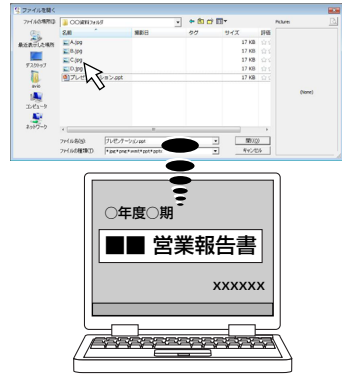 ファイルを開く
ファイルの場所(I):
〇〇資料フォルダ
Pictures
名前
撮影日
タグ
サイズ
評価
最近表示した場所
A.jpg
17 KB
B.jpg
17 KB
C.jpg
17 KB
D.jpg
17 KB
プレゼンテーション.ppt
17 KB
デスクトップ
avio
(None)
コンピュータ
ネットワーク
ファイル名(N):
プレゼンテーション.ppt
開く(O)
ファイルの種類(T):
キャンセル
〇年度〇期
■■ 営業報告書
xxxxxx